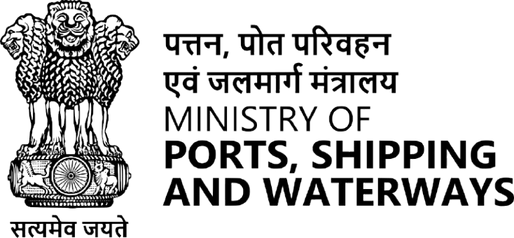 पत्तन, पोत परिवहन
एवं जलमार्ग मंत्रालय
MINISTRY OF
PORTS, SHIPPING
AND WATERWAYS
सत्यमेव जयते